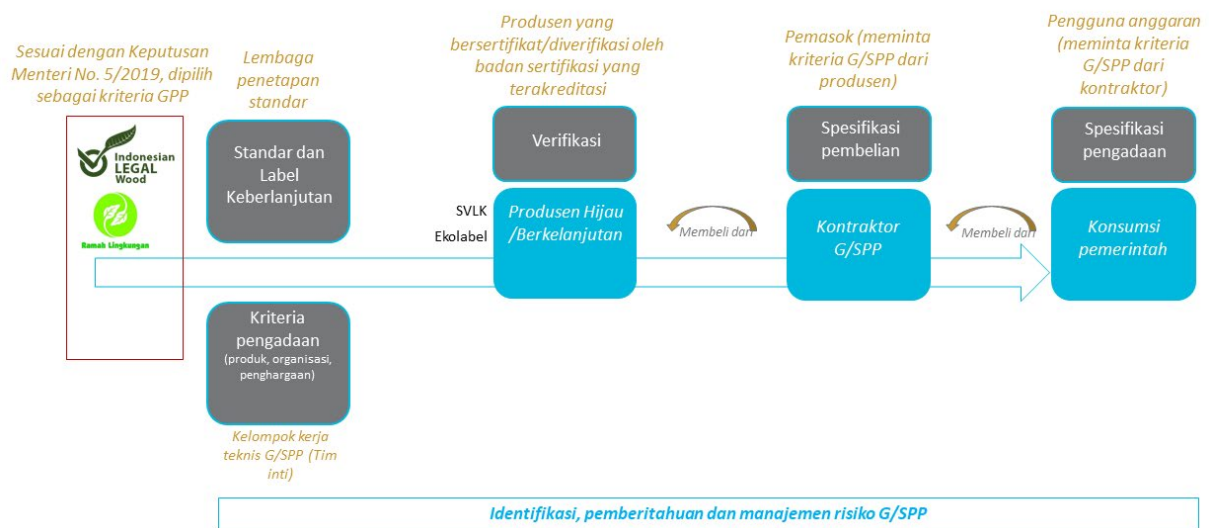 Sesuai dengan Keputusan
Menteri No. 5/2019, dipilih
sebagai kriteria GPP
Indonesian
LEGAL
Wood
Ramah Lingkungan
Lembaga
penetapan
standar
Standar dan
Label
Keberlanjutan
Kriteria
pengadaan
(produk, organisasi,
penghargaan)
Kelompok kerja
teknis G/SPP (Tim
inti)
Produsen yang
bersertifikat/diverifikasi oleh
badan sertifikasi yang
terakreditasi
Verifikasi
SVLK
Ekolabel
Produsen Hijau
/Berkelanjutan
Membeli dari
Pemasok (meminta
kriteria G/SPP dari
produsen)
Spesifikasi
pembelian
Kontraktor
G/SPP
Membeli dari
Pengguna anggaran
(meminta kriteria
G/SPP dari
kontraktor)
Spesifikasi
pengadaan
Konsumsi
pemerintah
Identifikasi, pemberitahuan dan manajemen risiko G/SPP